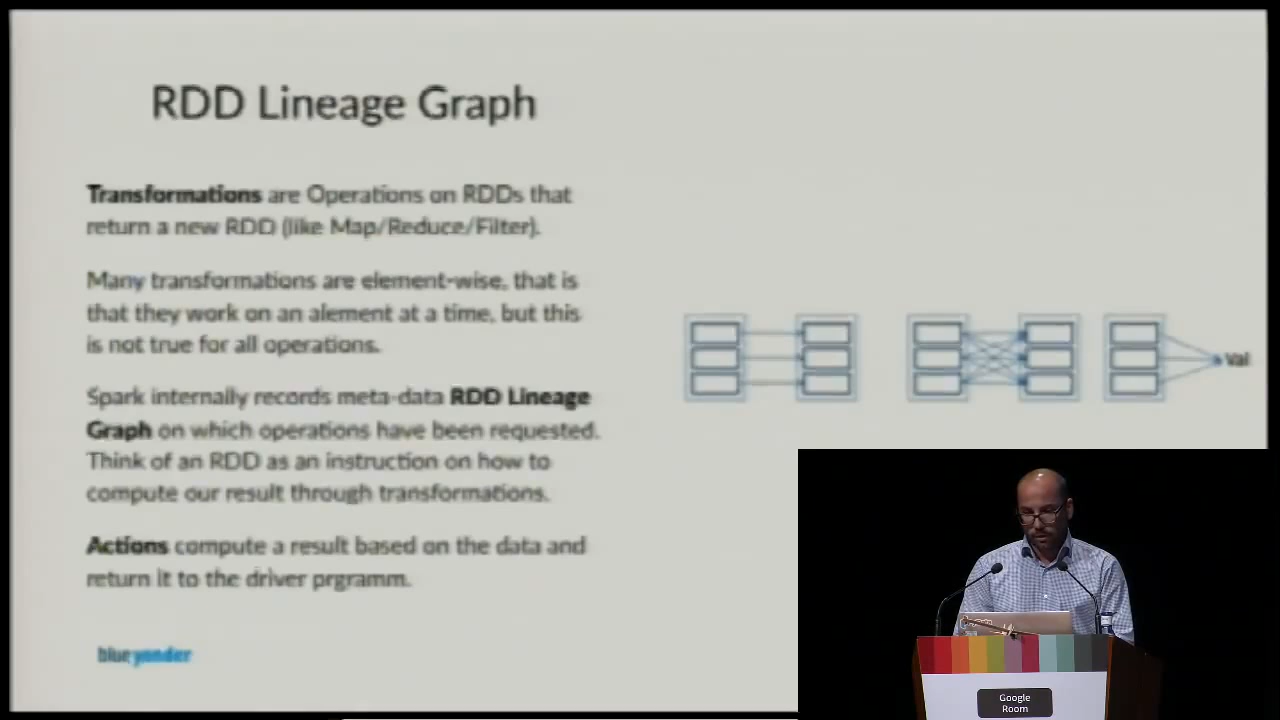 RDD Lineage Graph
Transformations are Operations on RDDs that
return a new RDD (like Map/Reduce/Filter).
Many transformations are element-wise, that is
that they work on an alement at a time, but this
is not true for all operations.
Spark internally records meta-data RDD Lineage
Graph on which operations have been requested.
Think of an RDD as an instruction on how to
compute our result through transformations.
Actions compute a result based on the data and
return it to the driver prgramm.
Val
blueyonder
Google
Room